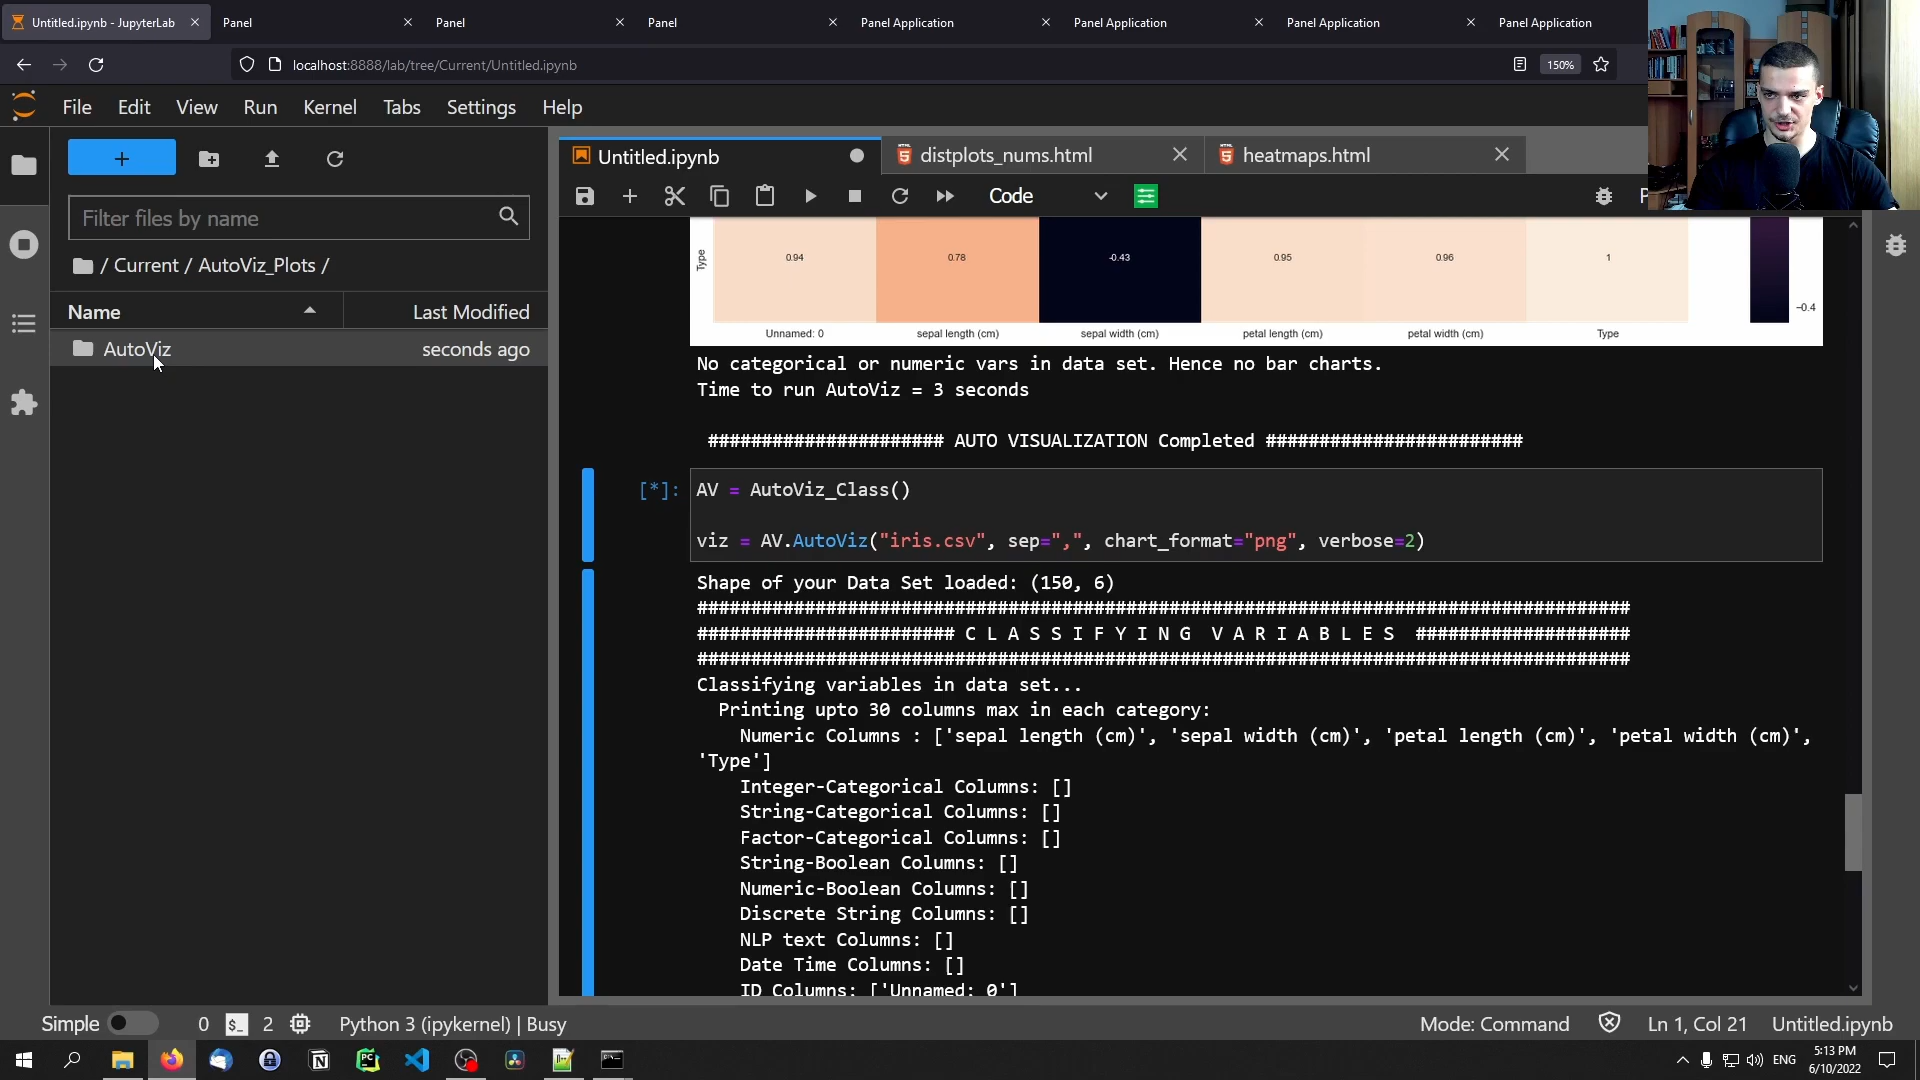 Untitled.ipynb - JupyterLab
Panel
Panel
Panel
Panel Application
Panel Application
Panel Application
Panel Application
localhost:8888/lab/tree/Current/Untitled.ipynb
150%
File Edit View Run Kernel Tabs Settings Help
Filter files by name
/ Current / AutoViz_Plots /
Name Last Modified
AutoViz seconds ago
Untitled.ipynb
distplots_nums.html
heatmaps.html
Code
Type
0.94 0.78 -0.43 0.95 0.96 1
−0.4
Unnamed: 0 sepal length (cm) sepal width (cm) petal length (cm) petal width (cm) Type
No categorical or numeric vars in data set. Hence no bar charts.
Time to run AutoViz = 3 seconds
###################### AUTO VISUALIZATION Completed ########################
[*]:
AV = AutoViz_Class()
viz = AV.AutoViz("iris.csv", sep=",", chart_format="png", verbose=2)
Shape of your Data Set loaded: (150, 6)
#######################################################################################
######################## C L A S S I F Y I N G  V A R I A B L E S  ####################
#######################################################################################
Classifying variables in data set...
Printing upto 30 columns max in each category:
Numeric Columns : ['sepal length (cm)', 'sepal width (cm)', 'petal length (cm)', 'petal width (cm)',
'Type']
Integer-Categorical Columns: []
String-Categorical Columns: []
Factor-Categorical Columns: []
String-Boolean Columns: []
Numeric-Boolean Columns: []
Discrete String Columns: []
NLP text Columns: []
Date Time Columns: []
ID Columns: ['Unnamed: 0']
Simple 0 $_ 2 Python 3 (ipykernel) | Busy
Mode: Command Ln 1, Col 21 Untitled.ipynb
ENG
5:13 PM
6/10/2022